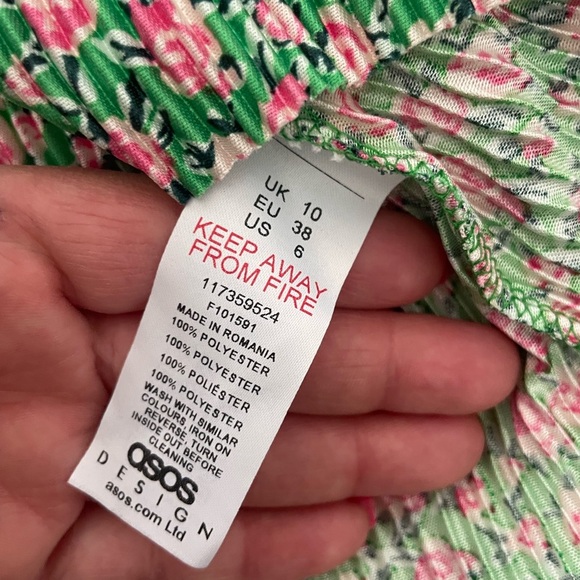 UK 10
EU 38
US 6
KEEP AWAY
FROM FIRE
117359524
F101591
MADE IN ROMANIA
100% POLYESTER
100% POLYESTER
100% POLIÉSTER
100% POLYESTER
WASH WITH SIMILAR
COLOURS, IRON ON
REVERSE, TURN
INSIDE OUT BEFORE
CLEANING
asos
DESIGN
asos.com Ltd